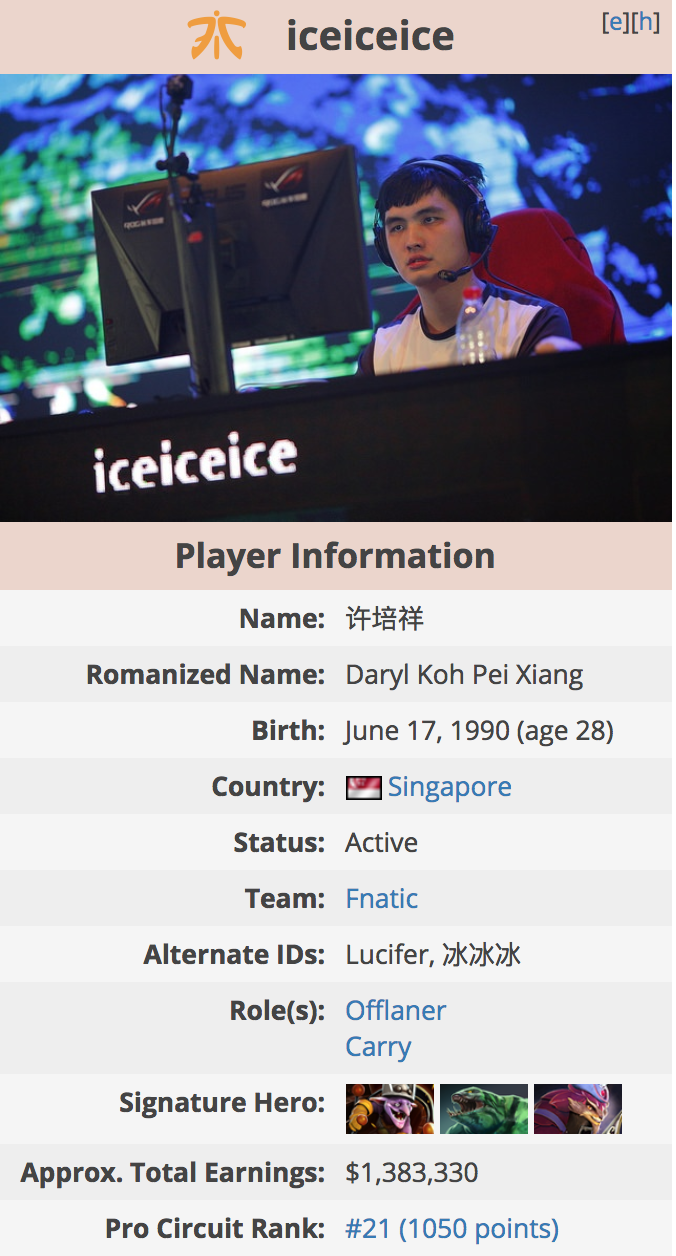 iceiceice
[e][h]
iceiceice
Player Information
Name: 许培祥
Romanized Name: Daryl Koh Pei Xiang
Birth: June 17, 1990 (age 28)
Country: Singapore
Status: Active
Team: Fnatic
Alternate IDs: Lucifer, 冰冰冰
Role(s): Offlaner
Carry
Signature Hero:
Approx. Total Earnings: $1,383,330
Pro Circuit Rank: #21 (1050 points)